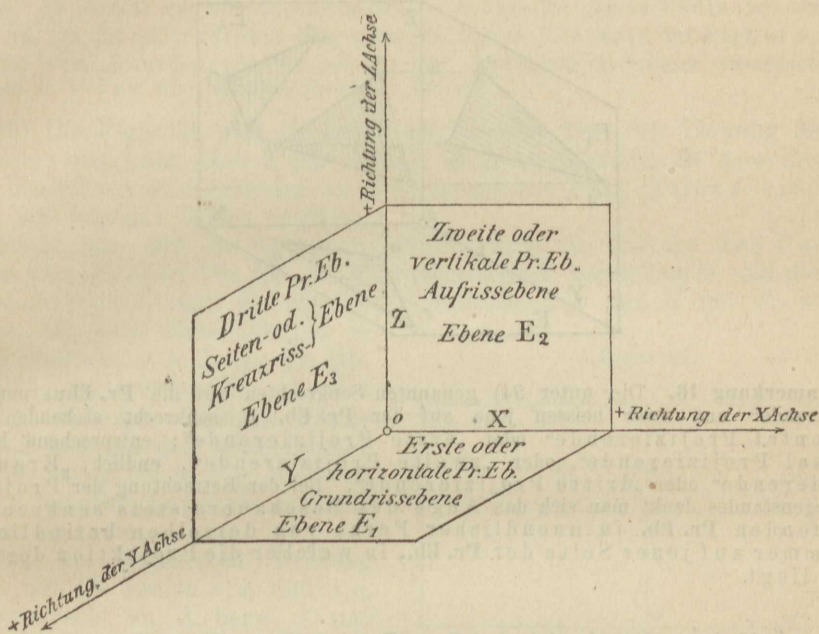 +Richtung der ZAchse
Zweite oder
vertikale Pr.Eb.
Aufrissebene
Ebene E₂
Dritte Pr.Eb.
Seiten-od. } Ebene
Kreuzriss-
Ebene E₃
Z
o
X
+Richtung der XAchse
Y
Erste oder
horizontale Pr.Eb.
Grundrissebene
Ebene E₁
+Richtung der YAchse